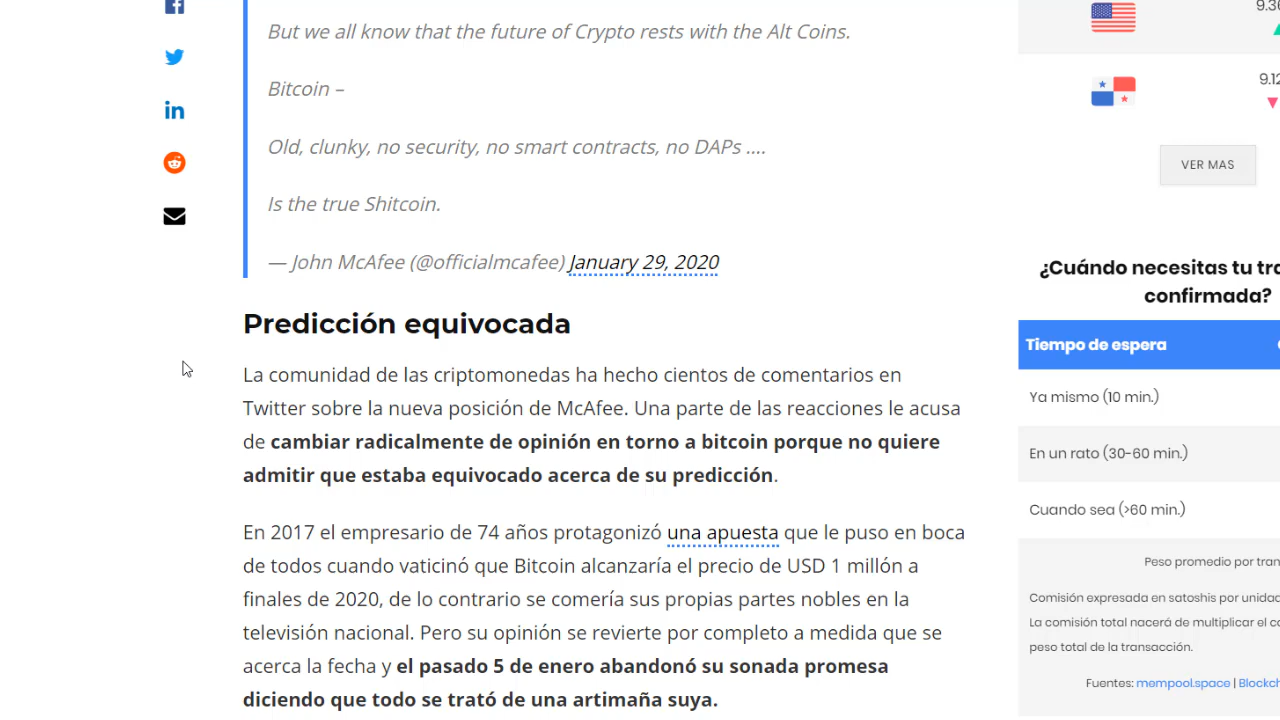 But we all know that the future of Crypto rests with the Alt Coins.
Bitcoin –
Old, clunky, no security, no smart contracts, no DAPs ....
Is the true Shitcoin.
— John McAfee (@officialmcafee) January 29, 2020
Predicción equivocada
La comunidad de las criptomonedas ha hecho cientos de comentarios en
Twitter sobre la nueva posición de McAfee. Una parte de las reacciones le acusa
de cambiar radicalmente de opinión en torno a bitcoin porque no quiere
admitir que estaba equivocado acerca de su predicción.
En 2017 el empresario de 74 años protagonizó una apuesta que le puso en boca
de todos cuando vaticinó que Bitcoin alcanzaría el precio de USD 1 millón a
finales de 2020, de lo contrario se comería sus propias partes nobles en la
televisión nacional. Pero su opinión se revierte por completo a medida que se
acerca la fecha y el pasado 5 de enero abandonó su sonada promesa
diciendo que todo se trató de una artimaña suya.
9.12
VER MAS
¿Cuándo necesitas tu
confirmada?
Tiempo de espera
Ya mismo (10 min.)
En un rato (30-60 min.)
Cuando sea (>60 min.)
Peso promedio por
Comisión expresada en satoshis por
La comisión total nacerá de multiplicar el
peso total de la transacción.
Fuentes: mempool.space |